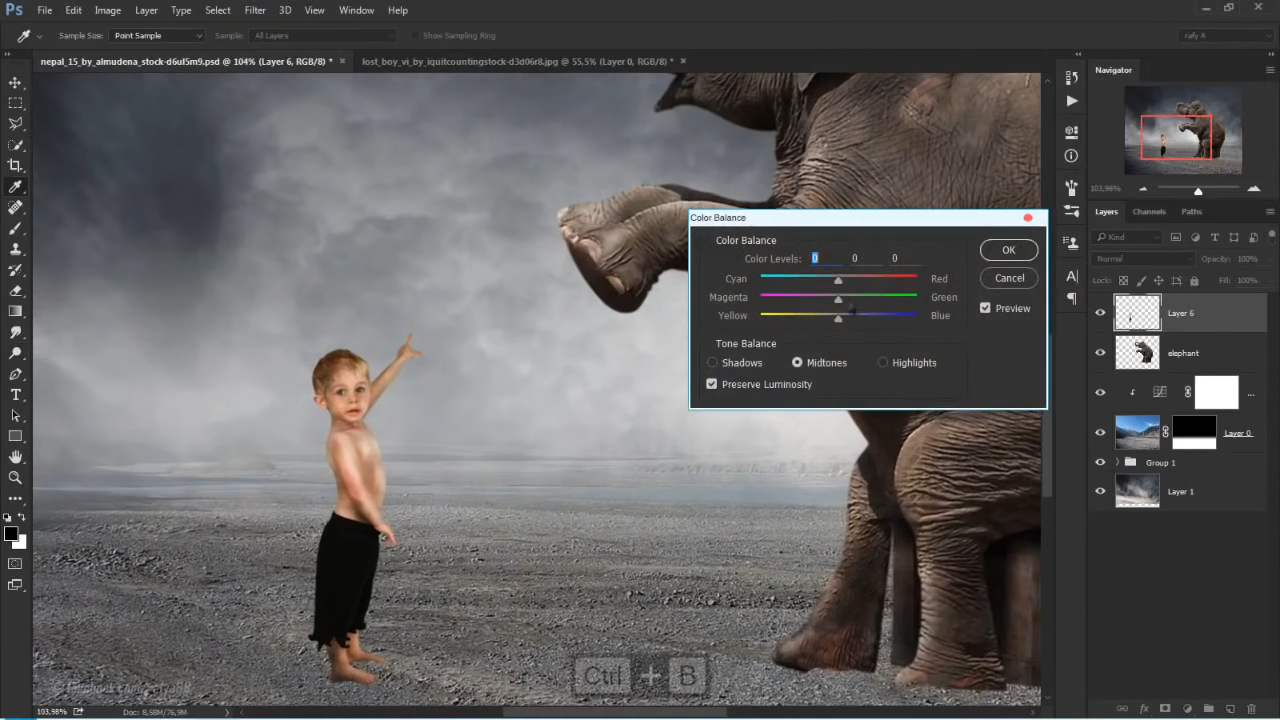 Ps File Edit Image Layer Type Select Filter 3D View Window Help
Sample Size: Point Sample Sample: All Layers Show Sampling Ring rafy A
nepal_15_by_almudena_stock-d6ul5m9.psd @ 104% (Layer 6, RGB/8) * × lost_boy_vi_by_iquitcountingstock-d3d06r8.jpg @ 55,5% (Layer 0, RGB/8) * ×
Navigator
103,98%
Layers Channels Paths
Kind
Normal Opacity: 100%
Lock: Fill: 100%
Layer 6
elephant
...
Layer 0
Group 1
Layer 1
Color Balance
Color Balance
Color Levels: 0 0 0
Cyan Red
Magenta Green
Yellow Blue
Tone Balance
Shadows Midtones Highlights
Preserve Luminosity
OK
Cancel
Preview
Ctrl + B
103,98% Doc: 8,58M/76,9M